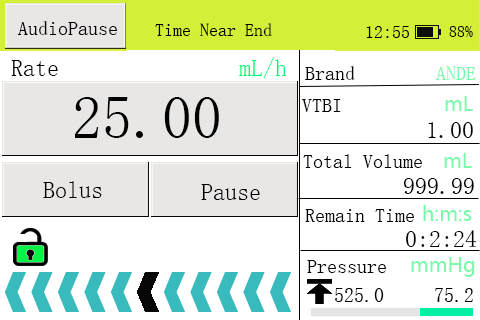 AudioPause Time Near End 12:55 88%
Rate mL/h
25.00
Bolus Pause
Brand ANDE
VTBI mL
1.00
Total Volume mL
999.99
Remain Time h:m:s
0:2:24
Pressure mmHg
525.0 75.2